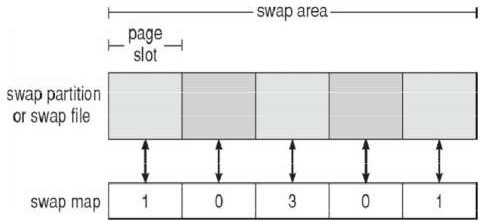 swap area
page
slot
swap partition
or swap file
swap map 1 0 3 0 1